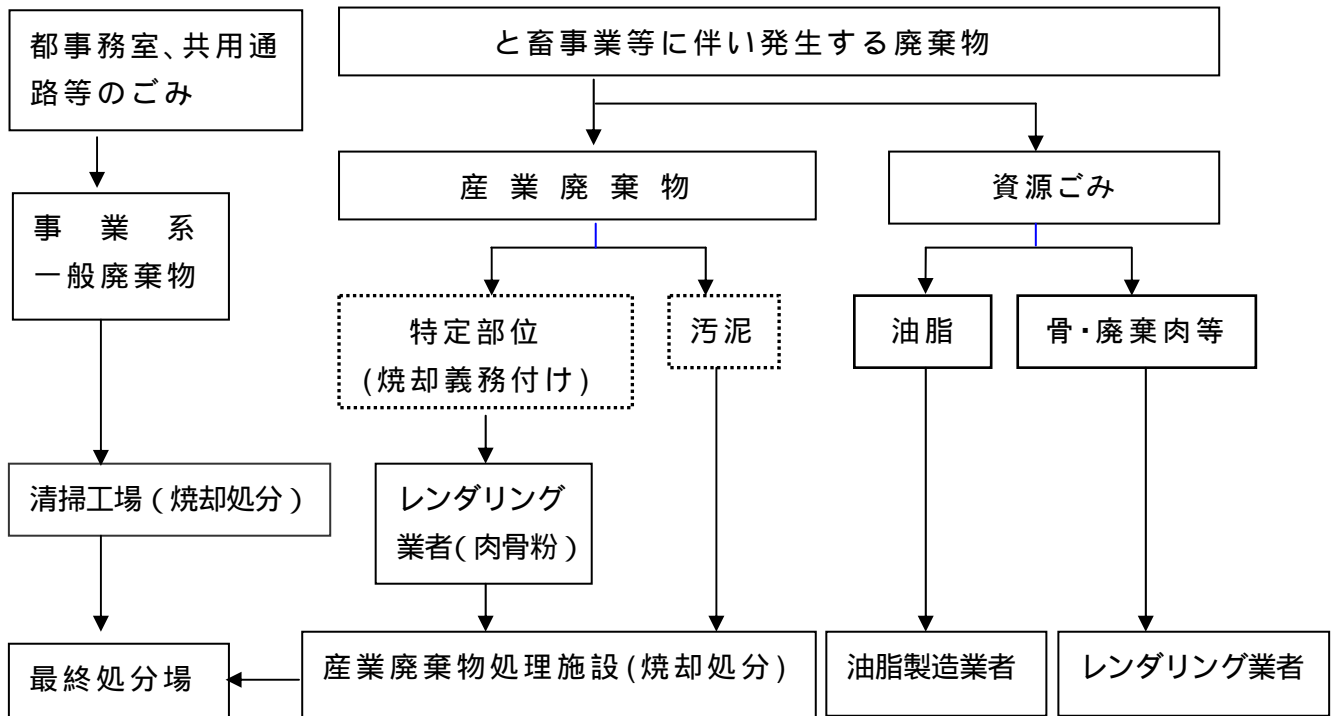 都事務室、共用通
路等のごみ
と畜事業等に伴い発生する廃棄物
産業廃棄物
資源ごみ
事業系
一般廃棄物
特定部位
(焼却義務付け)
汚泥
油脂
骨・廃棄肉等
清掃工場(焼却処分)
レンダリング
業者(肉骨粉)
最終処分場
産業廃棄物処理施設(焼却処分)
油脂製造業者
レンダリング業者